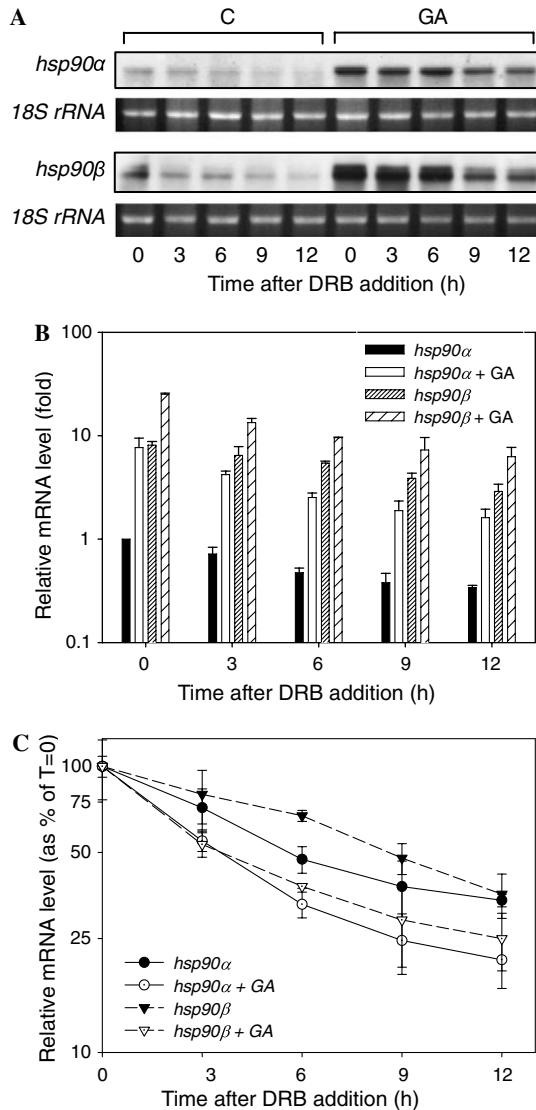 A
C GA
hsp90α
18S rRNA
hsp90β
18S rRNA
0 3 6 9 12 0 3 6 9 12
Time after DRB addition (h)
B
Relative mRNA level (fold)
100
10
1
0.1
hsp90α
hsp90α + GA
hsp90β
hsp90β + GA
0 3 6 9 12
Time after DRB addition (h)
C
Relative mRNA level (as % of T=0)
100
75
50
25
10
hsp90α
hsp90α + GA
hsp90β
hsp90β + GA
0 3 6 9 12
Time after DRB addition (h)